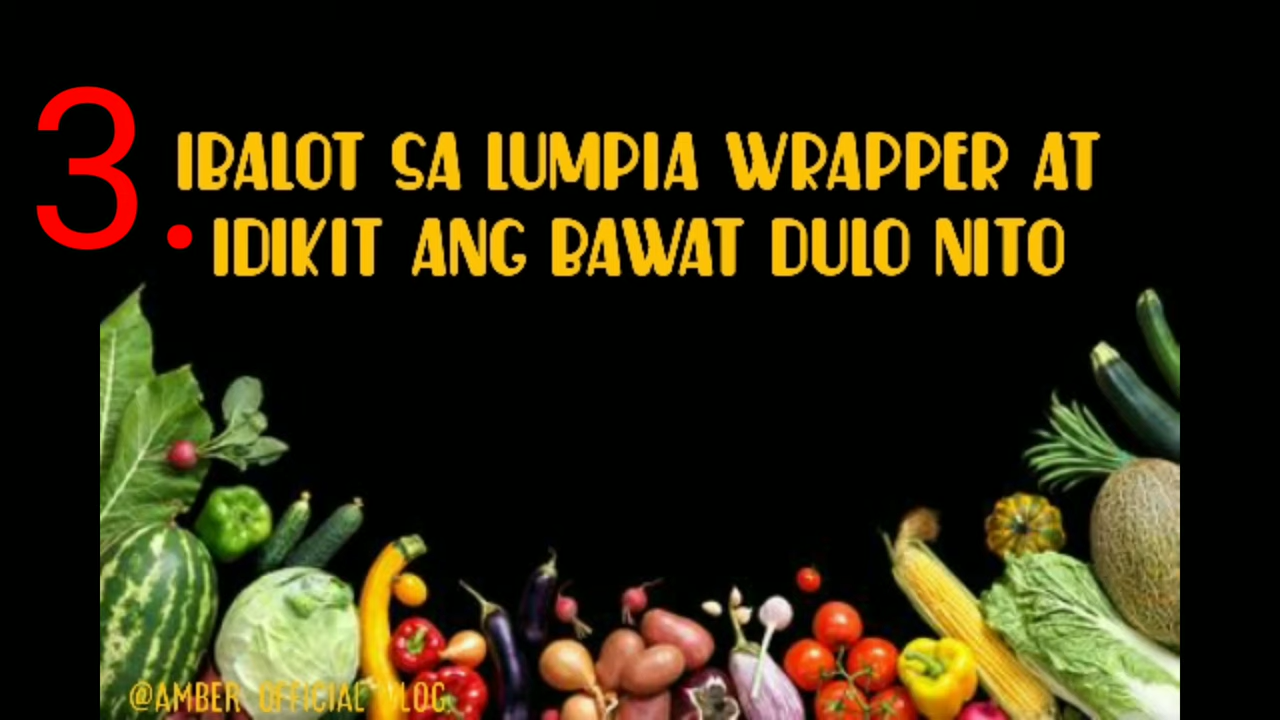 3. IBALOT SA LUMPIA WRAPPER AT
IDIKIT ANG BAWAT DULO NITO
@AMBER OFFICIAL VLOG